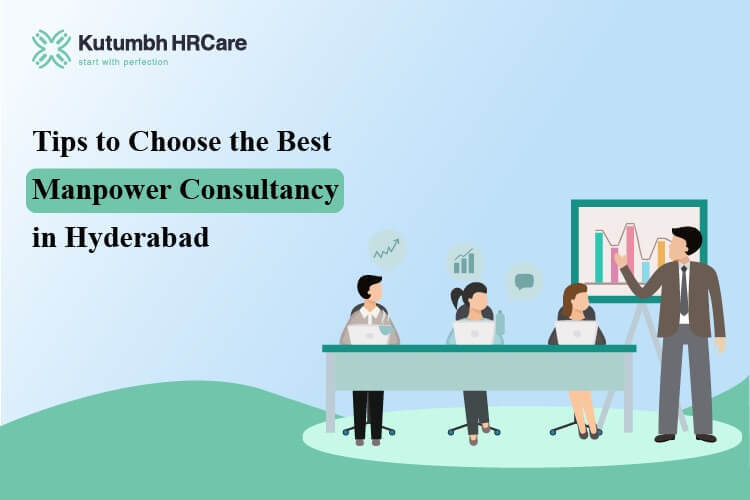 Kutumbh HRCare
start with perfection
Tips to Choose the Best
Manpower Consultancy
in Hyderabad